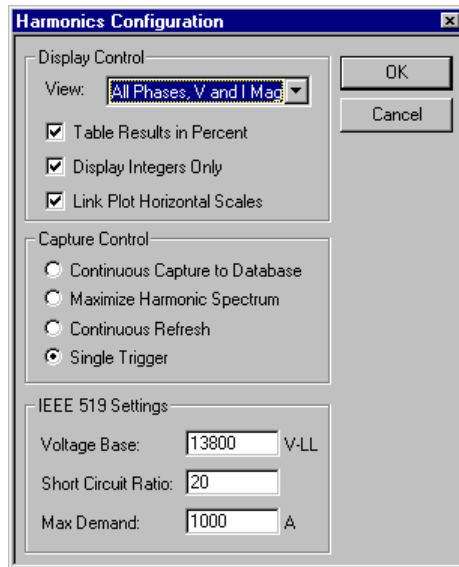 Harmonics Configuration
Display Control
View: All Phases, V and I Mag
Table Results in Percent
Display Integers Only
Link Plot Horizontal Scales
OK
Cancel
Capture Control
Continuous Capture to Database
Maximize Harmonic Spectrum
Continuous Refresh
Single Trigger
IEEE 519 Settings
Voltage Base: 13800 V-LL
Short Circuit Ratio: 20
Max Demand: 1000 A